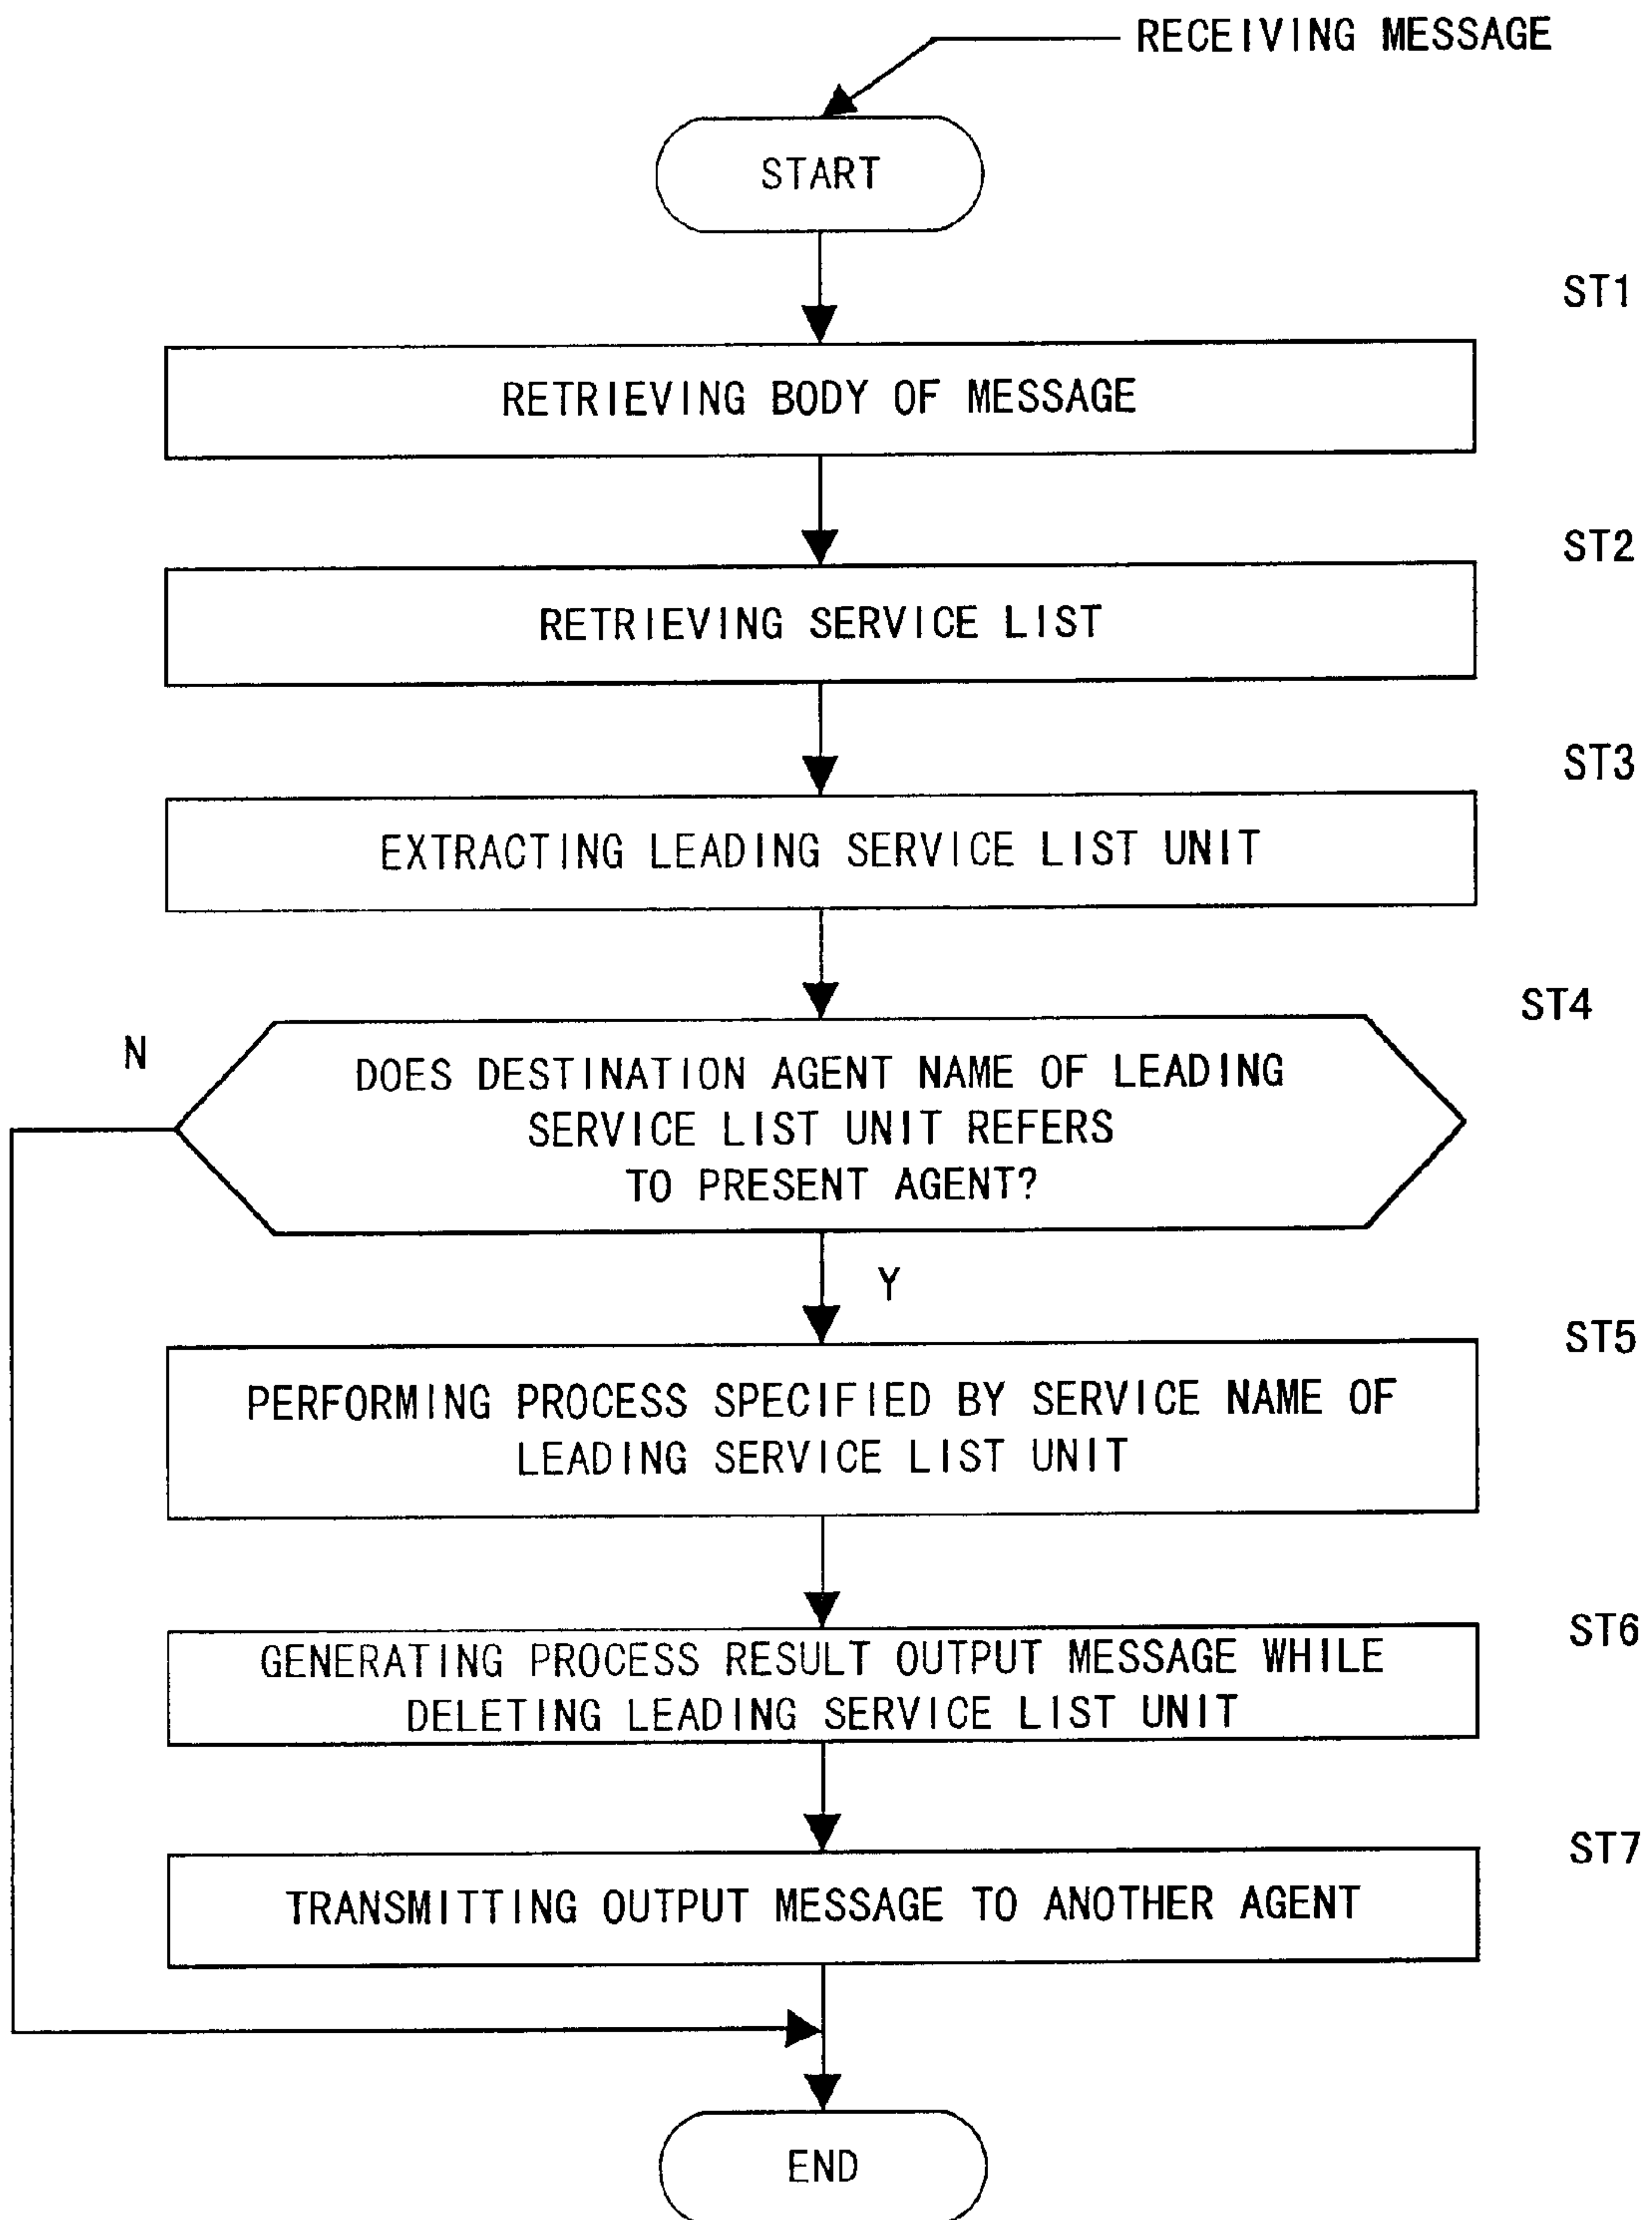 RECEIVING MESSAGE
START
ST1
RETRIEVING BODY OF MESSAGE
ST2
RETRIEVING SERVICE LIST
ST3
EXTRACTING LEADING SERVICE LIST UNIT
ST4
N
DOES DESTINATION AGENT NAME OF LEADING
SERVICE LIST UNIT REFERS
TO PRESENT AGENT?
Y
ST5
PERFORMING PROCESS SPECIFIED BY SERVICE NAME OF
LEADING SERVICE LIST UNIT
ST6
GENERATING PROCESS RESULT OUTPUT MESSAGE WHILE
DELETING LEADING SERVICE LIST UNIT
ST7
TRANSMITTING OUTPUT MESSAGE TO ANOTHER AGENT
END